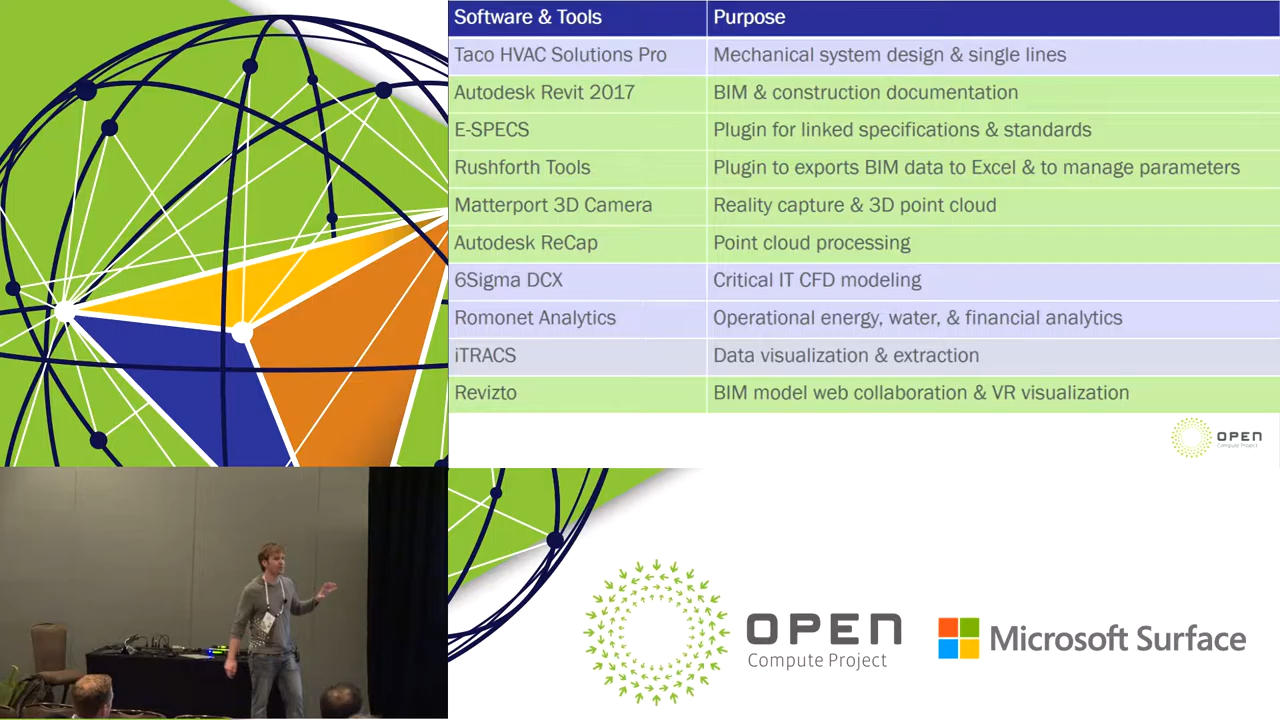 Software & Tools Purpose
Taco HVAC Solutions Pro Mechanical system design & single lines
Autodesk Revit 2017 BIM & construction documentation
E-SPECS Plugin for linked specifications & standards
Rushforth Tools Plugin to exports BIM data to Excel & to manage parameters
Matterport 3D Camera Reality capture & 3D point cloud
Autodesk ReCap Point cloud processing
6Sigma DCX Critical IT CFD modeling
Romonet Analytics Operational energy, water, & financial analytics
iTRACS Data visualization & extraction
Revizto BIM model web collaboration & VR visualization
OPEN
Compute Project
OPEN
Compute Project
Microsoft Surface